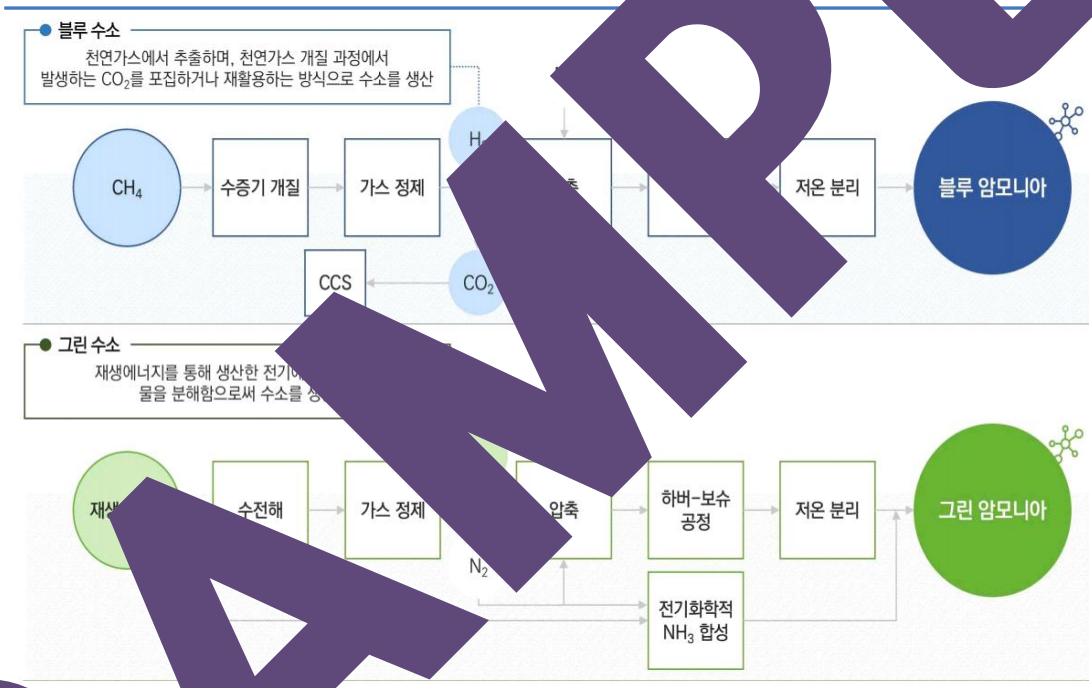 블루 수소
천연가스에서 추출하며, 천연가스 개질 과정에서
발생하는 CO₂를 포집하거나 재활용하는 방식으로 수소를 생산
CH₄
수증기 개질
가스 정제
저온 분리
블루 암모니아
CCS
CO₂
그린 수소
재생에너지를 통해 생산한 전기
물을 분해함으로써 수소를
수전해
가스 정제
압축
하버-보슈
공정
저온 분리
그린 암모니아
N₂
전기화학적
NH₃ 합성